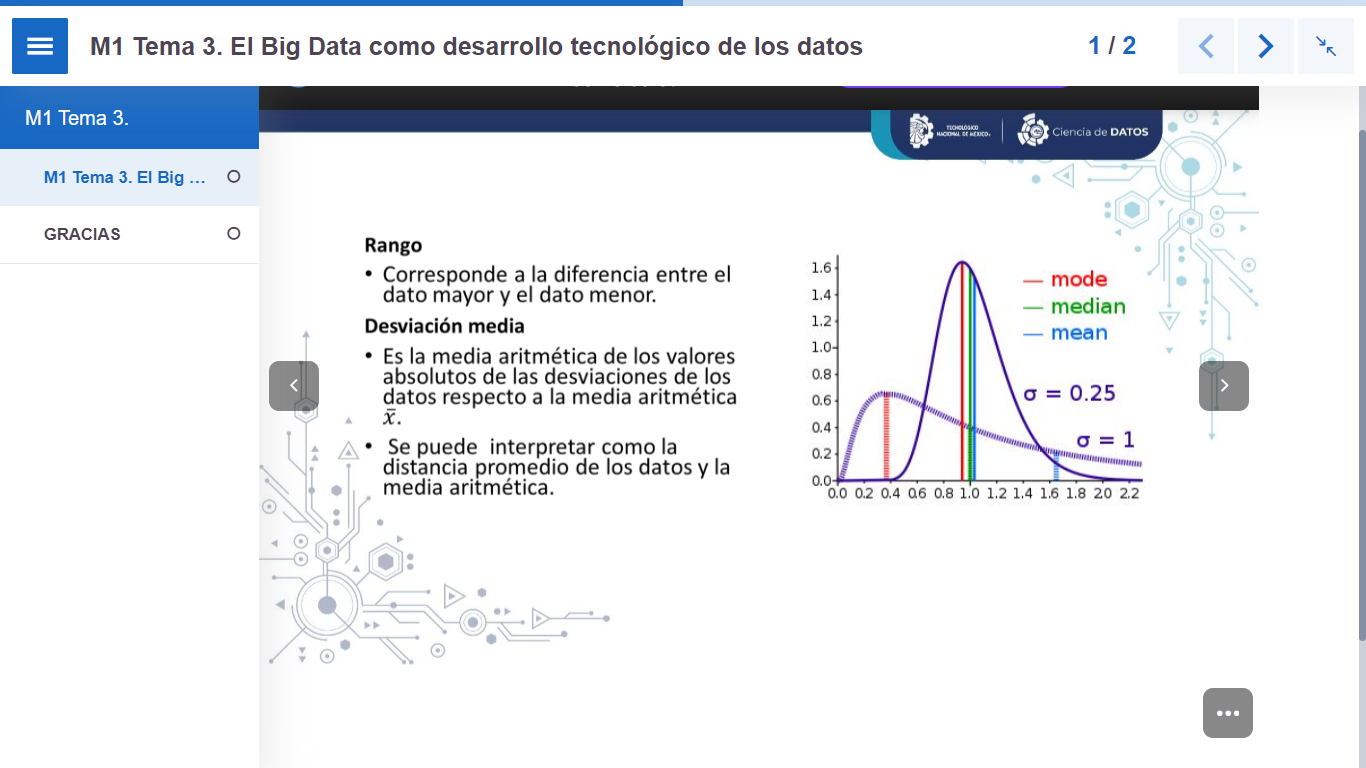 M1 Tema 3. El Big Data como desarrollo tecnológico de los datos
1 / 2
M1 Tema 3.
M1 Tema 3. El Big ...
GRACIAS
TECNOLÓGICO
NACIONAL DE MÉXICO®
Ciencia de DATOS
Rango
• Corresponde a la diferencia entre el
dato mayor y el dato menor.
Desviación media
• Es la media aritmética de los valores
absolutos de las desviaciones de los
datos respecto a la media aritmética
x̄.
• Se puede interpretar como la
distancia promedio de los datos y la
media aritmética.
1.6
1.4
1.2
1.0
0.8
0.6
0.4
0.2
0.0
0.0 0.2 0.4 0.6 0.8 1.0 1.2 1.4 1.6 1.8 2.0 2.2
mode
median
mean
σ = 0.25
σ = 1